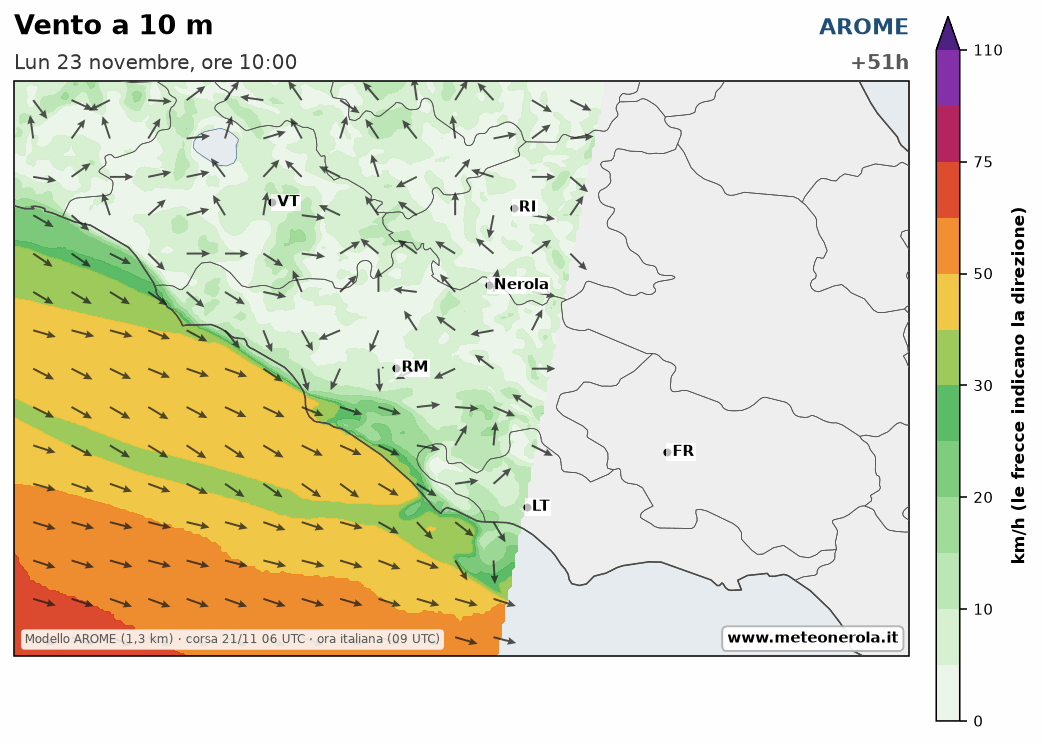 Vento a 10 m
AROME
Lun 23 novembre, ore 10:00
+51h
VT
RI
Nerola
RM
FR
LT
Modello AROME (1,3 km) · corsa 21/11 06 UTC · ora italiana (09 UTC)
www.meteonerola.it
110
75
50
30
20
10
0
km/h (le frecce indicano la direzione)